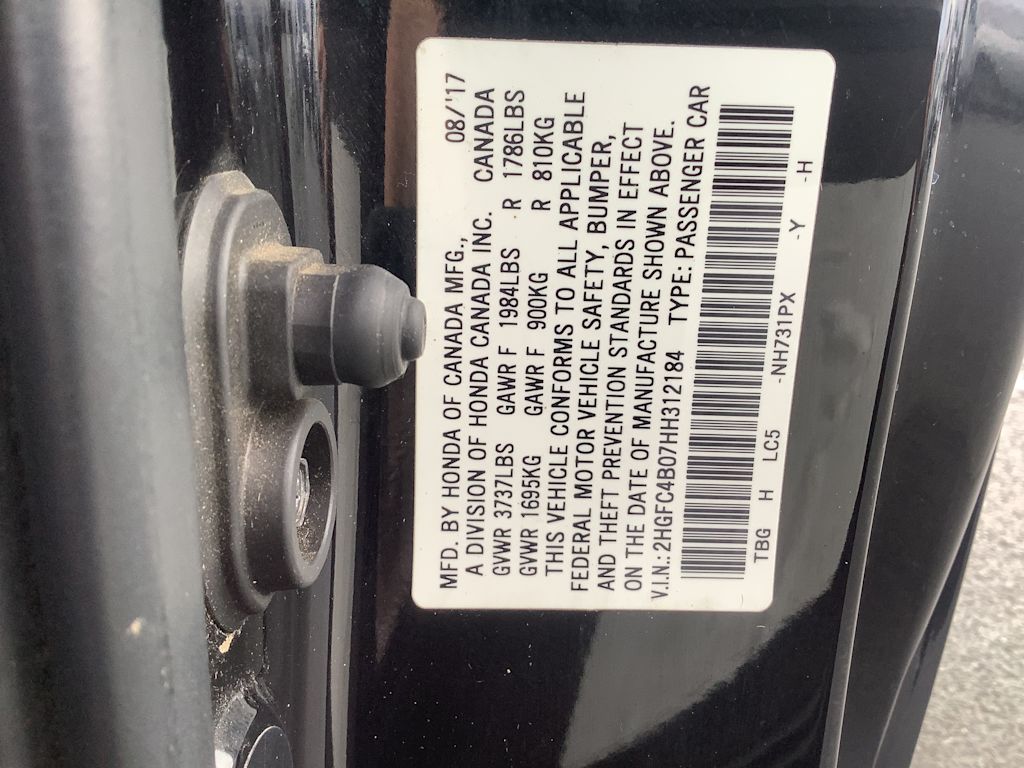 MFD. BY HONDA OF CANADA MFG., 08/'17
A DIVISION OF HONDA CANADA INC. CANADA
GWVR 3737LBS GAWR F 1984LBS R 1786LBS
GWVR 1695KG GAWR F 900KG R 810KG
THIS VEHICLE CONFORMS TO ALL APPLICABLE
FEDERAL MOTOR VEHICLE SAFETY, BUMPER,
AND THEFT PREVENTION STANDARDS IN EFFECT
ON THE DATE OF MANUFACTURE SHOWN ABOVE.
V.I.N.:2HGFC4B07HH312184 TYPE: PASSENGER CAR
TBG H LC5 -NH731PX -Y -H